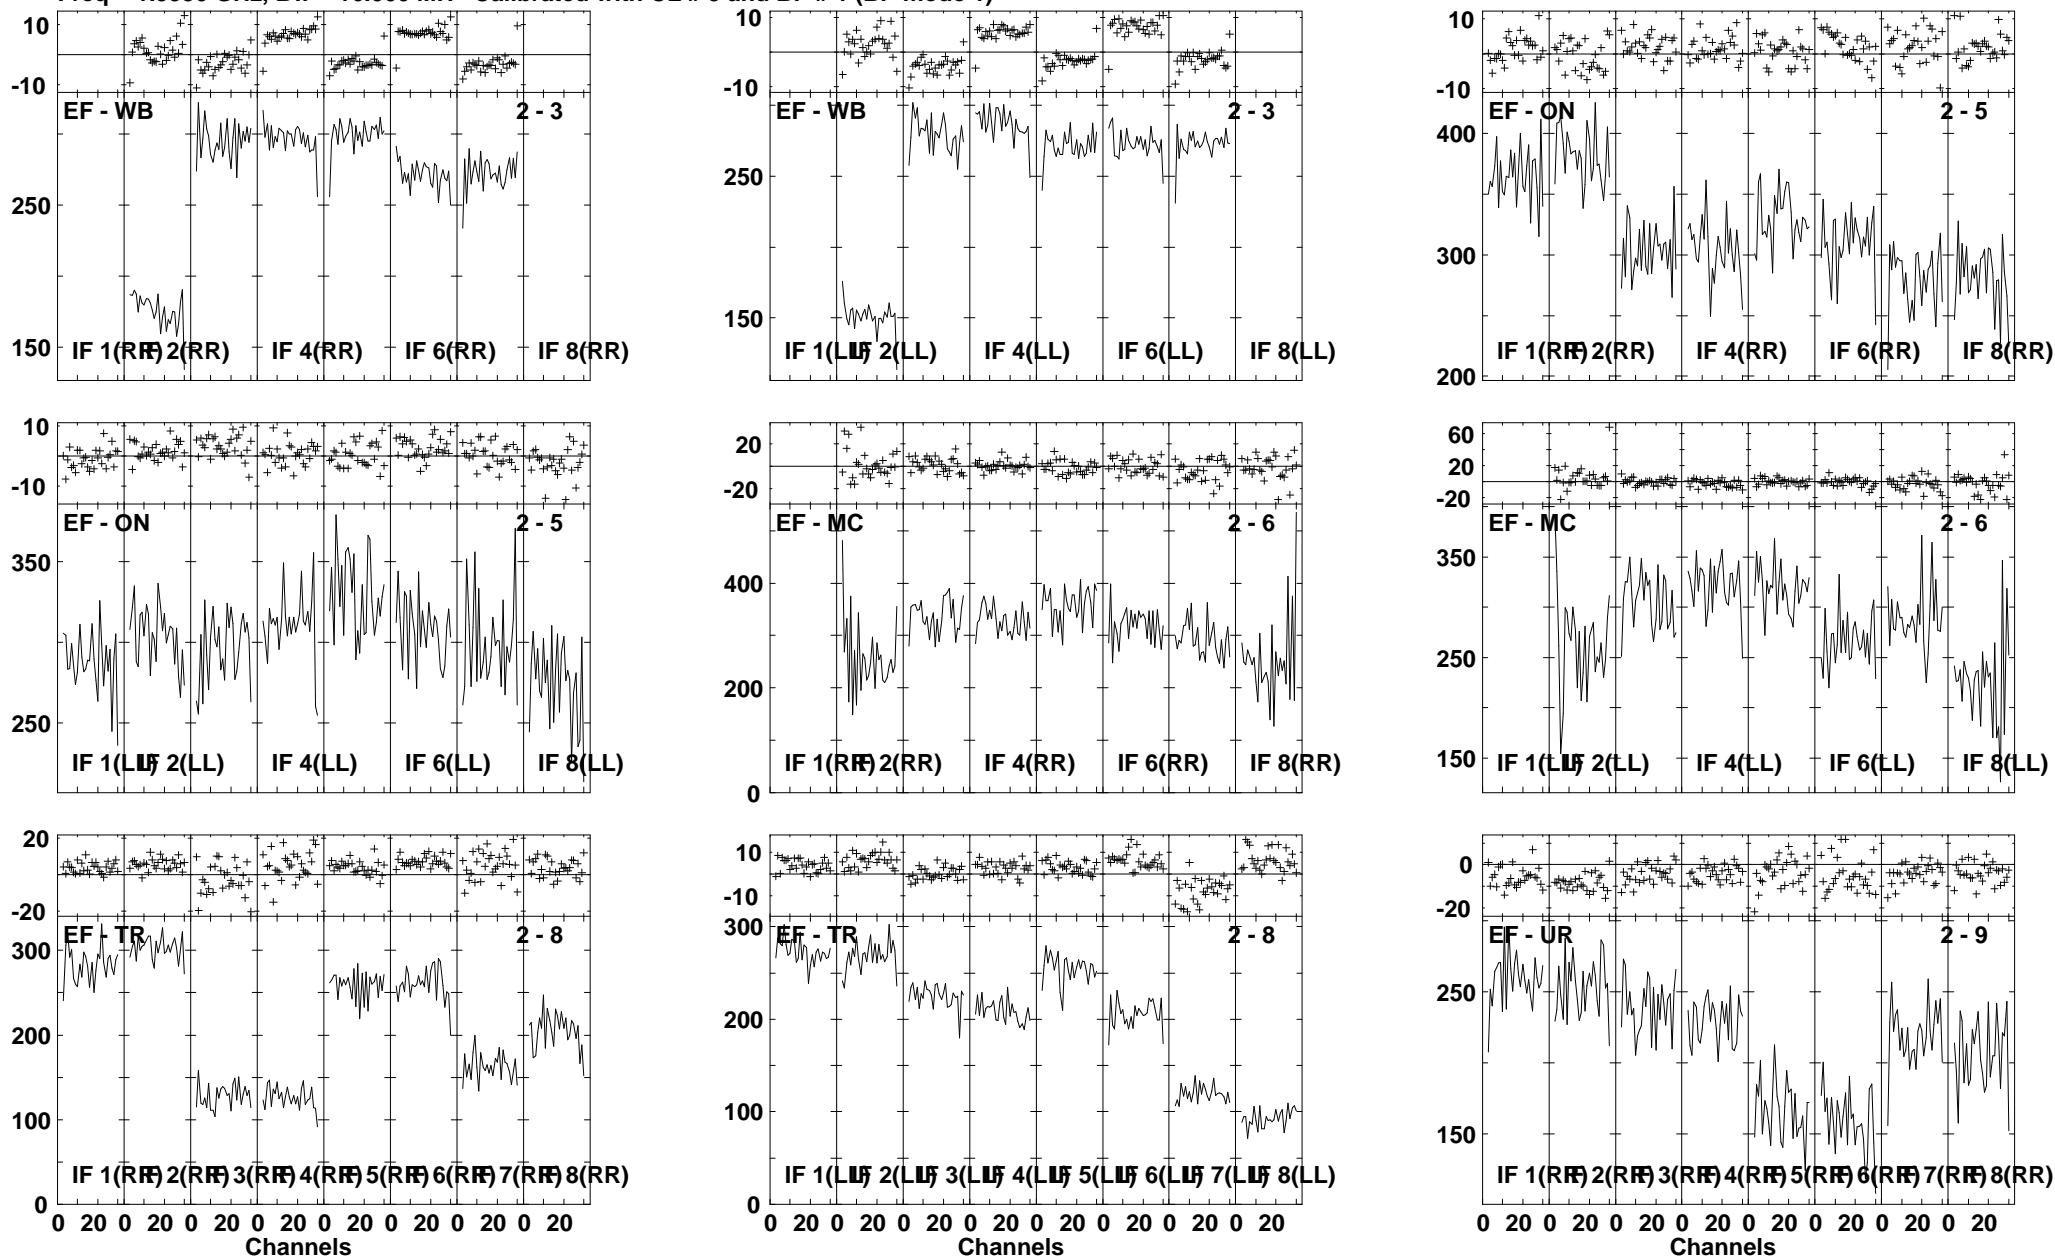 Freq GHz, Bw MH Calibrated with CL # and BP # (BP mode 1)
10
-10
EF - WB 2 - 3
250
150
IF 1(RR) IF 2(RR) IF 4(RR) IF 6(RR) IF 8(RR)
10
-10
EF - WB 2 - 3
250
150
IF 1(LL) IF 2(LL) IF 4(LL) IF 6(LL) IF 8(LL)
10
-10
EF - ON 2 - 5
400
300
200
IF 1(RR) IF 2(RR) IF 4(RR) IF 6(RR) IF 8(RR)
10
-10
EF - ON 2 - 5
350
250
IF 1(LL) IF 2(LL) IF 4(LL) IF 6(LL) IF 8(LL)
20
-20
EF - MC 2 - 6
400
200
0
IF 1(RR) IF 2(RR) IF 4(RR) IF 6(RR) IF 8(RR)
60
20
-20
EF - MC 2 - 6
350
250
150
IF 1(LL) IF 2(LL) IF 4(LL) IF 6(LL) IF 8(LL)
20
-20
EF - TR 2 - 8
300
200
100
0
IF 1(RR) IF 2(RR) IF 3(RR) IF 4(RR) IF 5(RR) IF 6(RR) IF 7(RR) IF 8(RR)
0 20 0 20 0 20 0 20 0 20 0 20 0 20 0 20
Channels
10
-10
EF - TR 2 - 8
300
200
100
0
IF 1(LL) IF 2(LL) IF 3(LL) IF 4(LL) IF 5(LL) IF 6(LL) IF 7(LL) IF 8(LL)
0 20 0 20 0 20 0 20 0 20 0 20 0 20 0 20
Channels
0
-20
EF - UR 2 - 9
250
150
IF 1(RR) IF 2(RR) IF 3(RR) IF 4(RR) IF 5(RR) IF 6(RR) IF 7(RR) IF 8(RR)
0 20 0 20 0 20 0 20 0 20 0 20 0 20 0 20
Channels